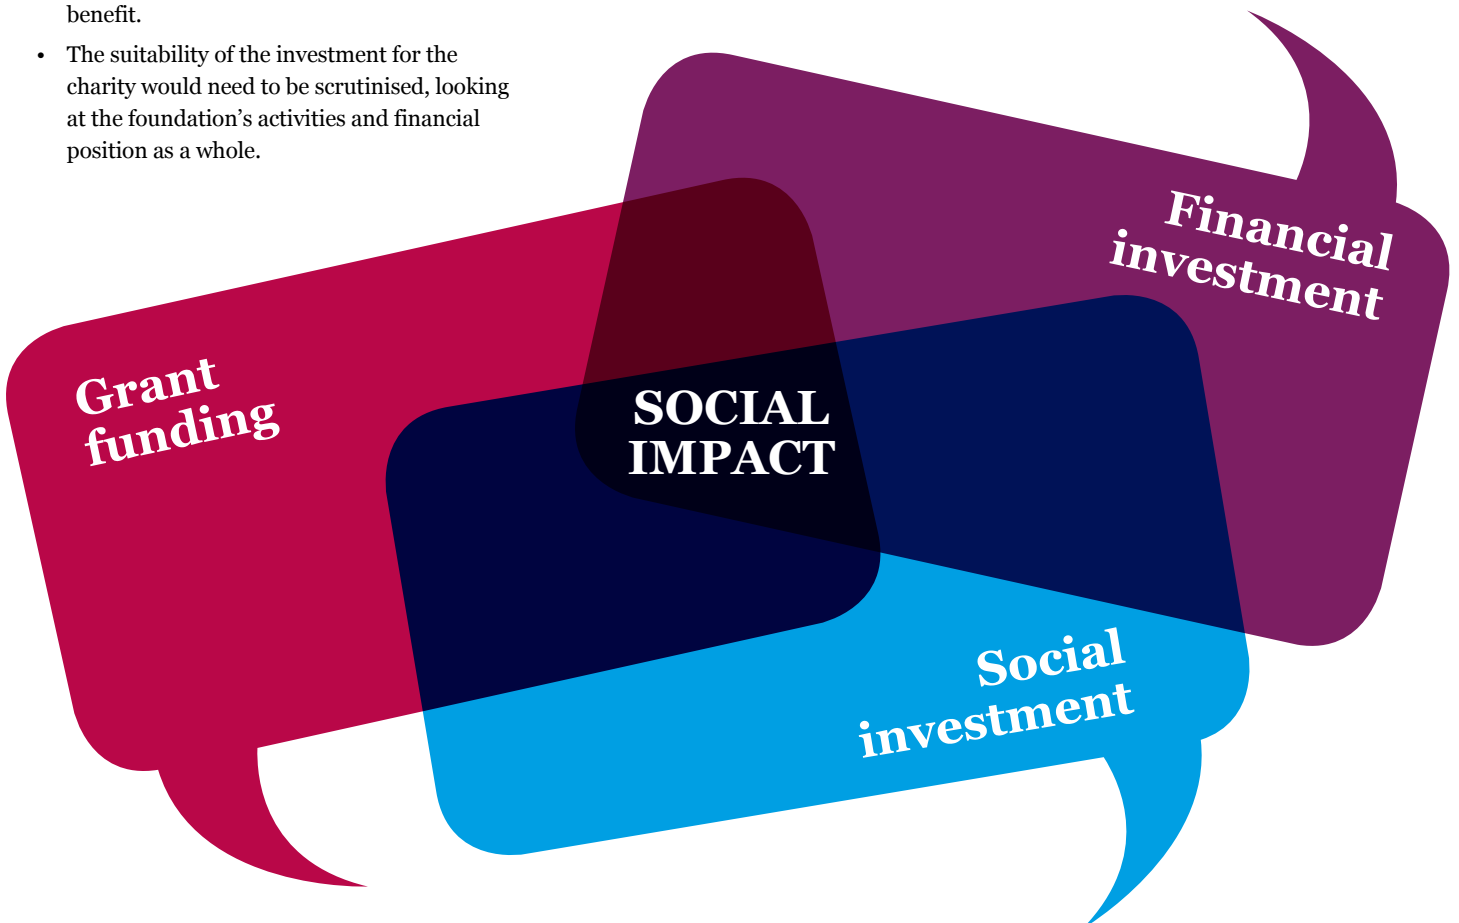 benefit.
• The suitability of the investment for the
charity would need to be scrutinised, looking
at the foundation’s activities and financial
position as a whole.
Financial
investment
Grant
funding
SOCIAL
IMPACT
Social
investment